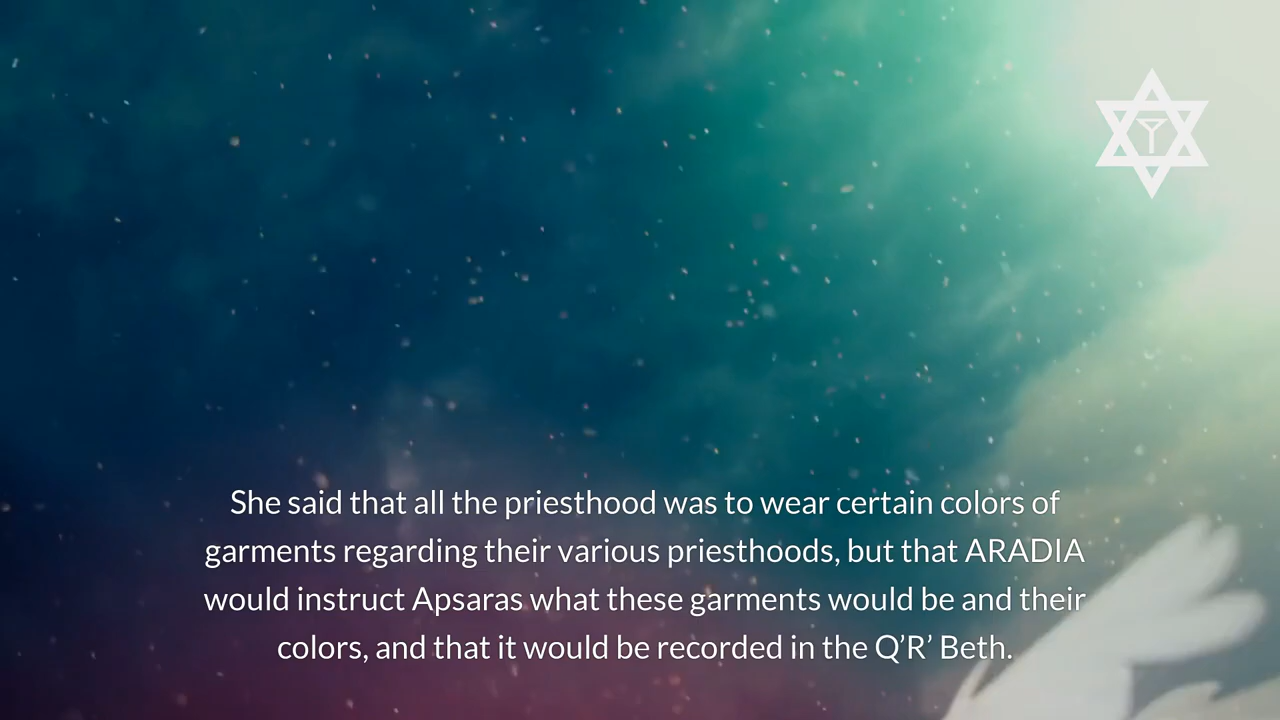 She said that all the priesthood was to wear certain colors of
garments regarding their various priesthoods, but that ARADIA
would instruct Apsaras what these garments would be and their
colors, and that it would be recorded in the Q’R’ Beth.